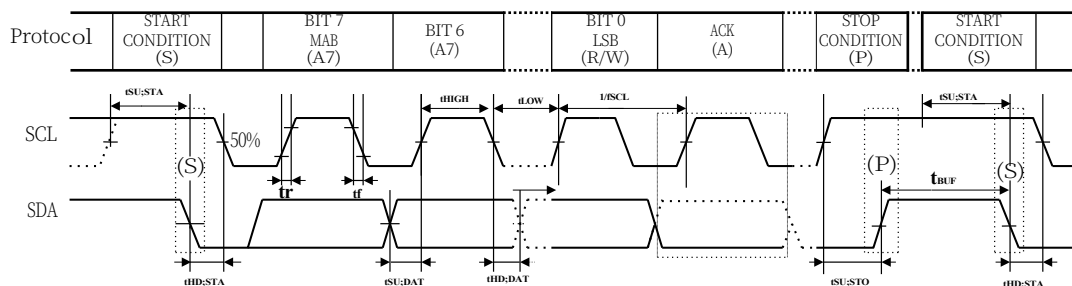 Protocol
START
CONDITION
(S)
BIT 7
MAB
(A7)
BIT 6
(A7)
BIT 0
LSB
(R/W)
ACK
(A)
STOP
CONDITION
(P)
START
CONDITION
(S)
tSU;STA
tHIGH
tLOW
1/fSCL
tSU;STA
SCL
(S)
50%
(P)
(S)
tr
tf
tBUF
SDA
tHD;STA
tSU;DAT
tHD;DAT
tSU;STO
tHD;STA